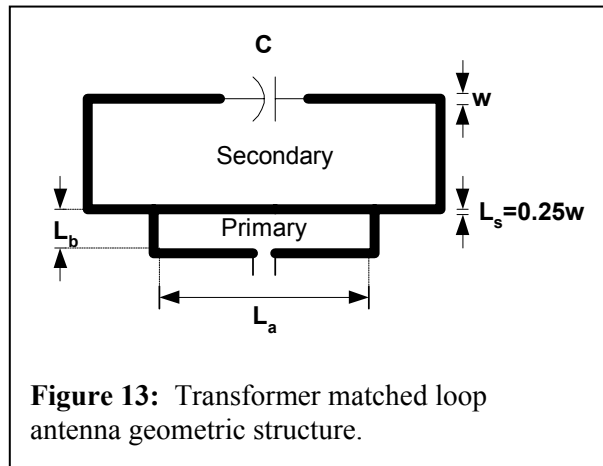 C
w
Secondary
L_s=0.25w
Primary
L_b
L_a
Figure 13: Transformer matched loop
antenna geometric structure.